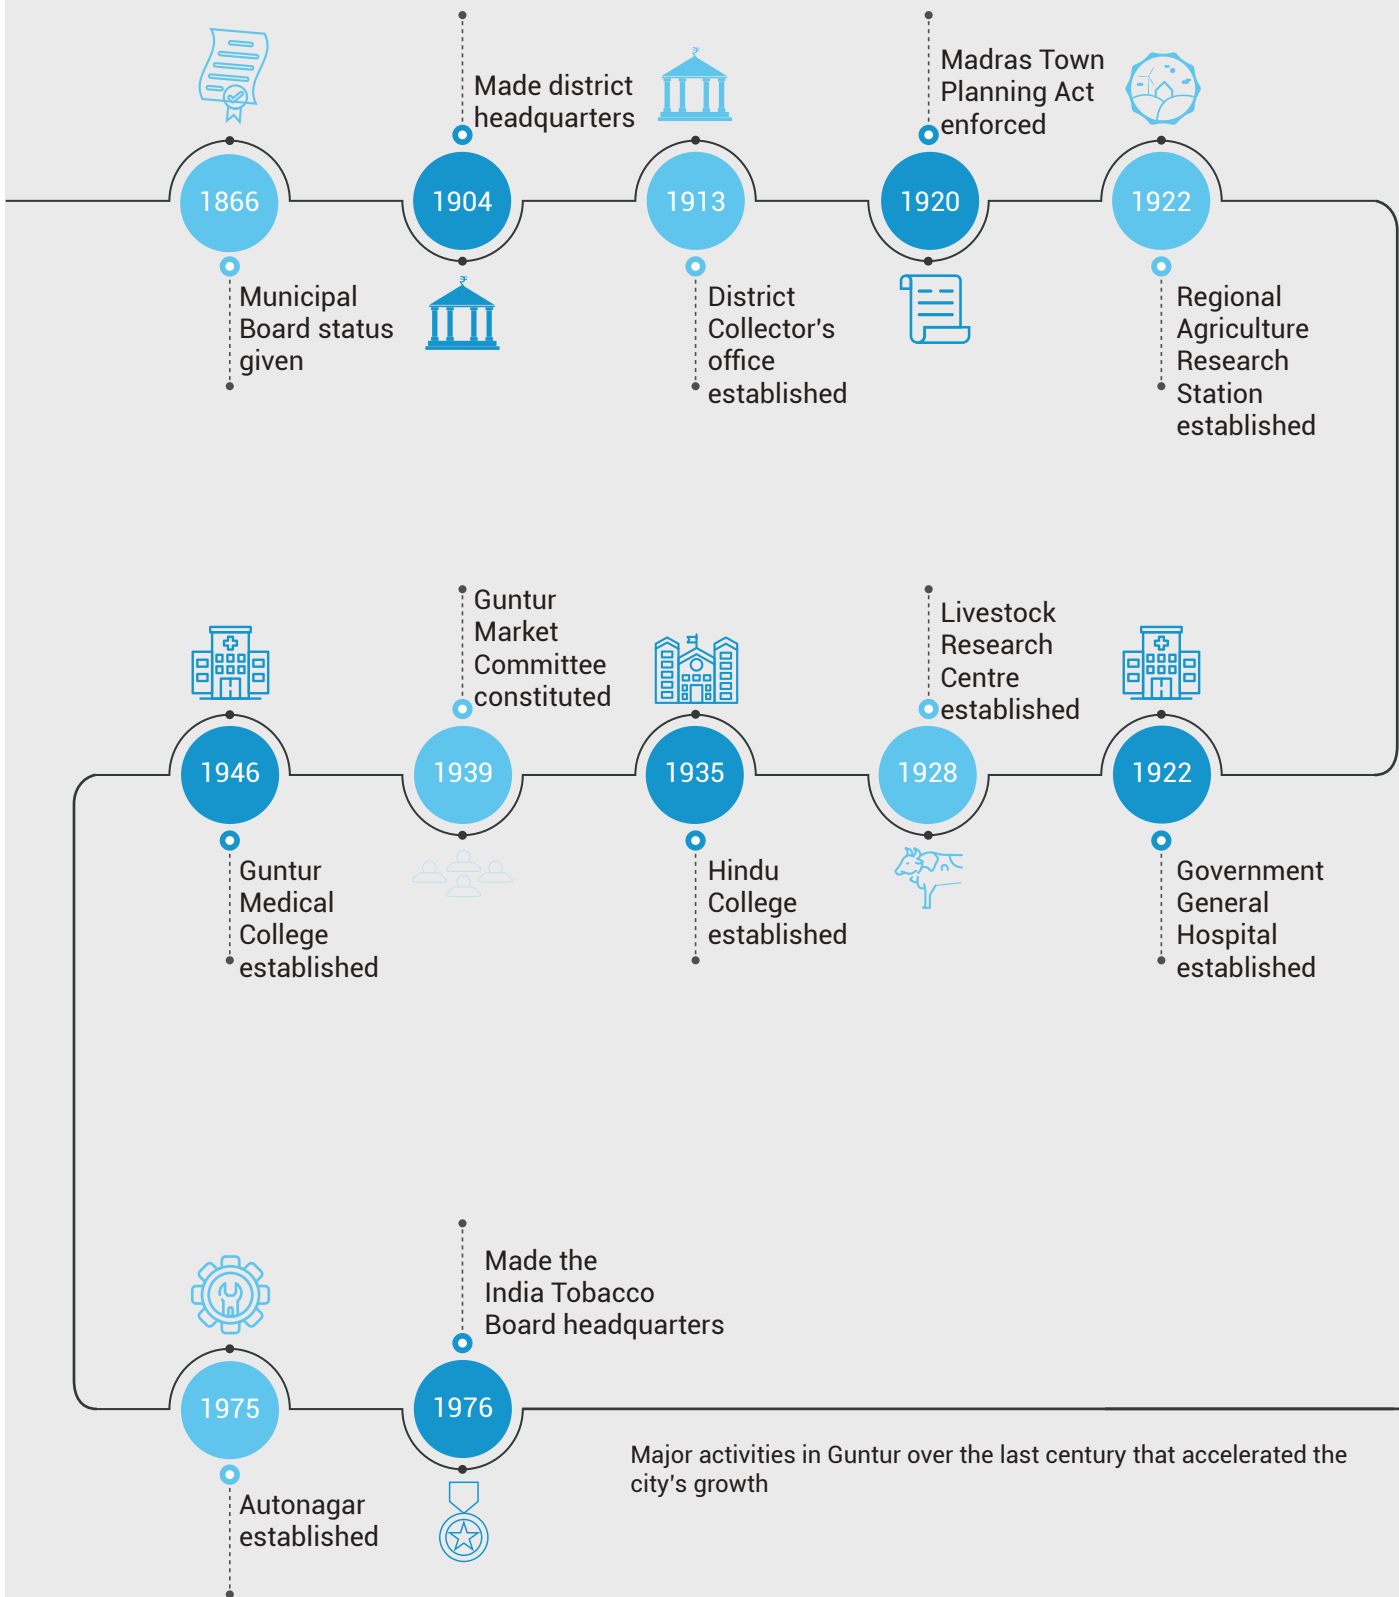 1866
Municipal
Board status
given
Made district
headquarters
1904
1913
District
Collector's
office
established
Madras Town
Planning Act
enforced
1920
1922
Regional
Agriculture
Research
Station
established
1922
Government
General
Hospital
established
Livestock
Research
Centre
established
1928
1935
Hindu
College
established
Guntur
Market
Committee
constituted
1939
1946
Guntur
Medical
College
established
1975
Autonagar
established
Made the
India Tobacco
Board headquarters
1976
Major activities in Guntur over the last century that accelerated the
city's growth